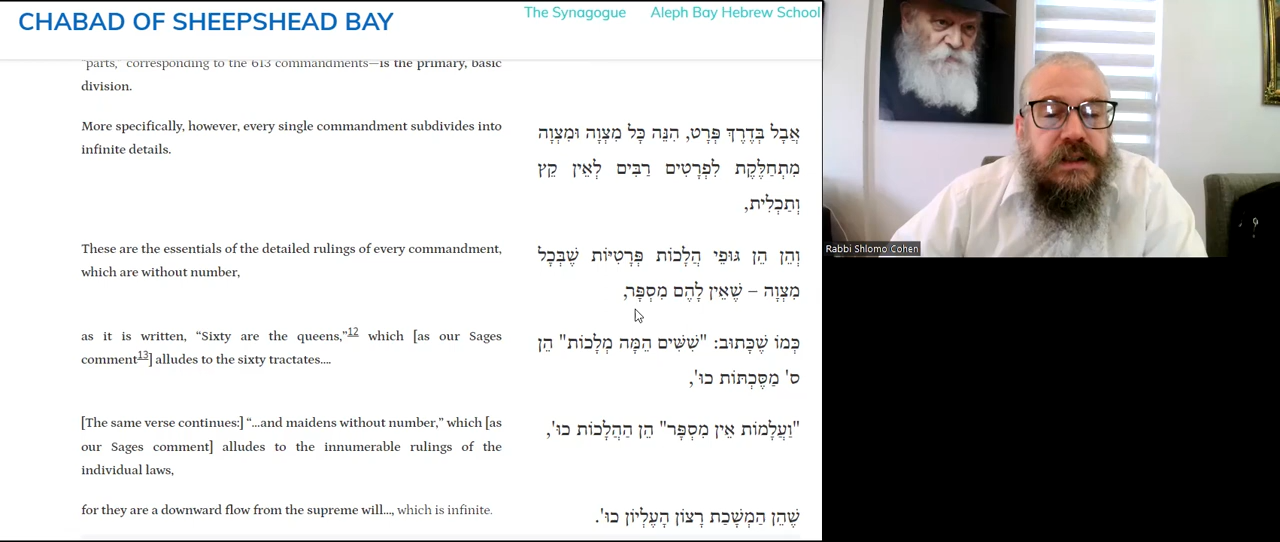 CHABAD OF SHEEPSHEAD BAY
The Synagogue Aleph Bay Hebrew School
"parts," corresponding to the 613 commandments—is the primary, basic
division.
More specifically, however, every single commandment subdivides into
infinite details.
אֲבָל בְּדֶרֶךְ פְּרָט, הִנֵּה כָּל מִצְוָה וּמִצְוָה
מִתְחַלֶּקֶת לִפְרָטִים רַבִּים לְאֵין קֵץ
וְתַכְלִית,
These are the essentials of the detailed rulings of every commandment,
which are without number,
וְהֵן הֵן גּוּפֵי הֲלָכוֹת פְּרָטִיּוֹת שֶׁבְּכָל
מִצְוָה – שֶׁאֵין לָהֶם מִסְפָּר,
as it is written, “Sixty are the queens,”12 which [as our Sages
comment13] alludes to the sixty tractates....
כְּמוֹ שֶׁכָּתוּב: "שִׁשִּׁים הֵמָּה מְלָכוֹת" הֵן
ס' מַסֶּכְתּוֹת כוּ',
[The same verse continues:] “...and maidens without number,” which [as
our Sages comment] alludes to the innumerable rulings of the
individual laws,
"וַעֲלָמוֹת אֵין מִסְפָּר" הֵן הַהֲלָכוֹת כוּ',
for they are a downward flow from the supreme will..., which is infinite.
שֶׁהֵן הַמְשָׁכַת רָצוֹן הָעֶלְיוֹן כוּ'.
Rabbi Shlomo Cohen